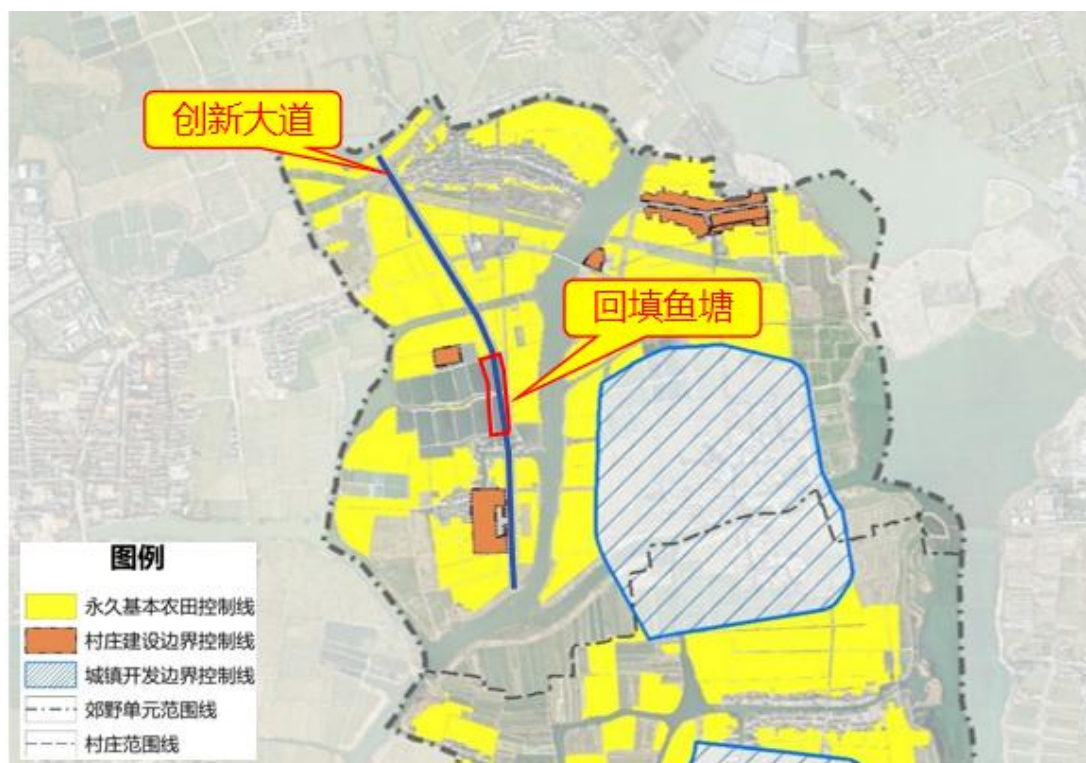 创新大道
回填鱼塘
图例
永久基本农田控制线
村庄建设边界控制线
城镇开发边界控制线
郊野单元范围线
村庄范围线